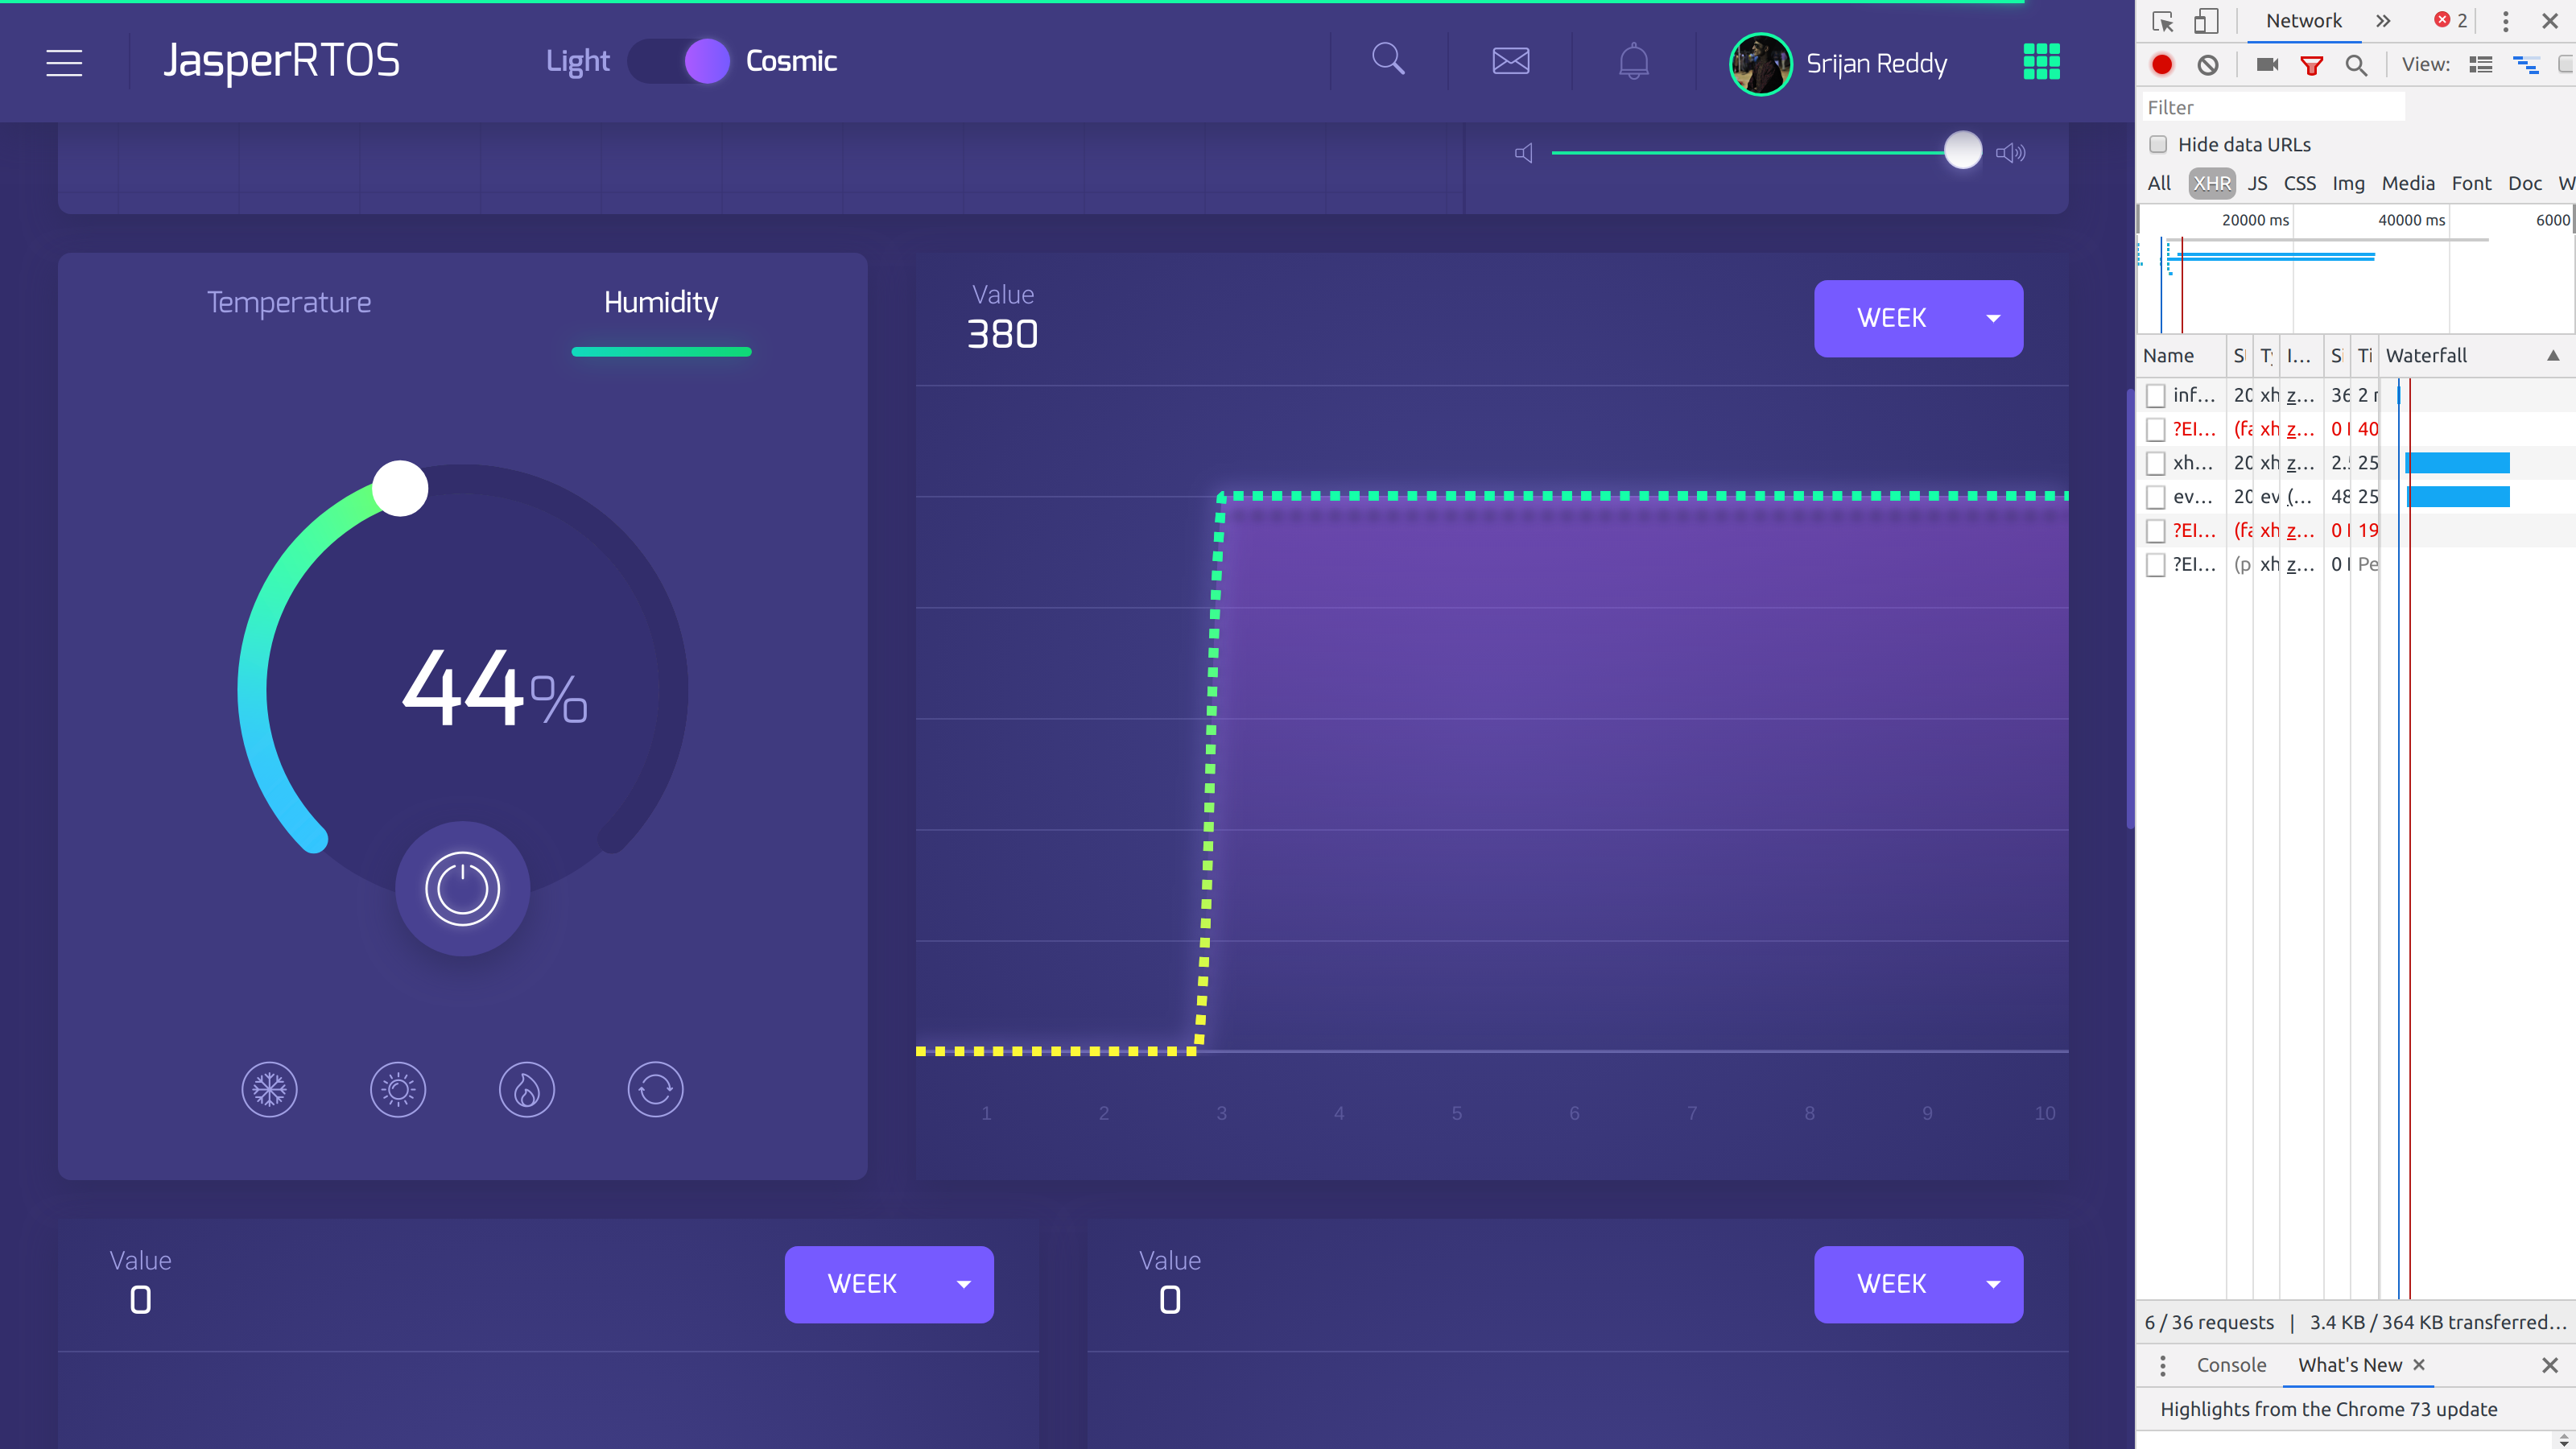 JasperRTOS
Light Cosmic
Srijan Reddy
Temperature Humidity
44%
Value
380
WEEK
1 2 3 4 5 6 7 8 9 10
Value
0
WEEK
Value
0
WEEK
Network
2
View:
Filter
Hide data URLs
All XHR JS CSS Img Media Font Doc W
20000 ms 40000 ms 6000
Name S T I... Si Ti Waterfall
inf... 20 xh z... 36 2
?EI... (fa xh z... 0 40
xh... 20 xh z... 2. 25
ev... 20 ev (... 48 25
?EI... (fa xh z... 0 19
?EI... (p xh z... 0 Pe
6 / 36 requests | 3.4 KB / 364 KB transferred...
Console What's New
Highlights from the Chrome 73 update